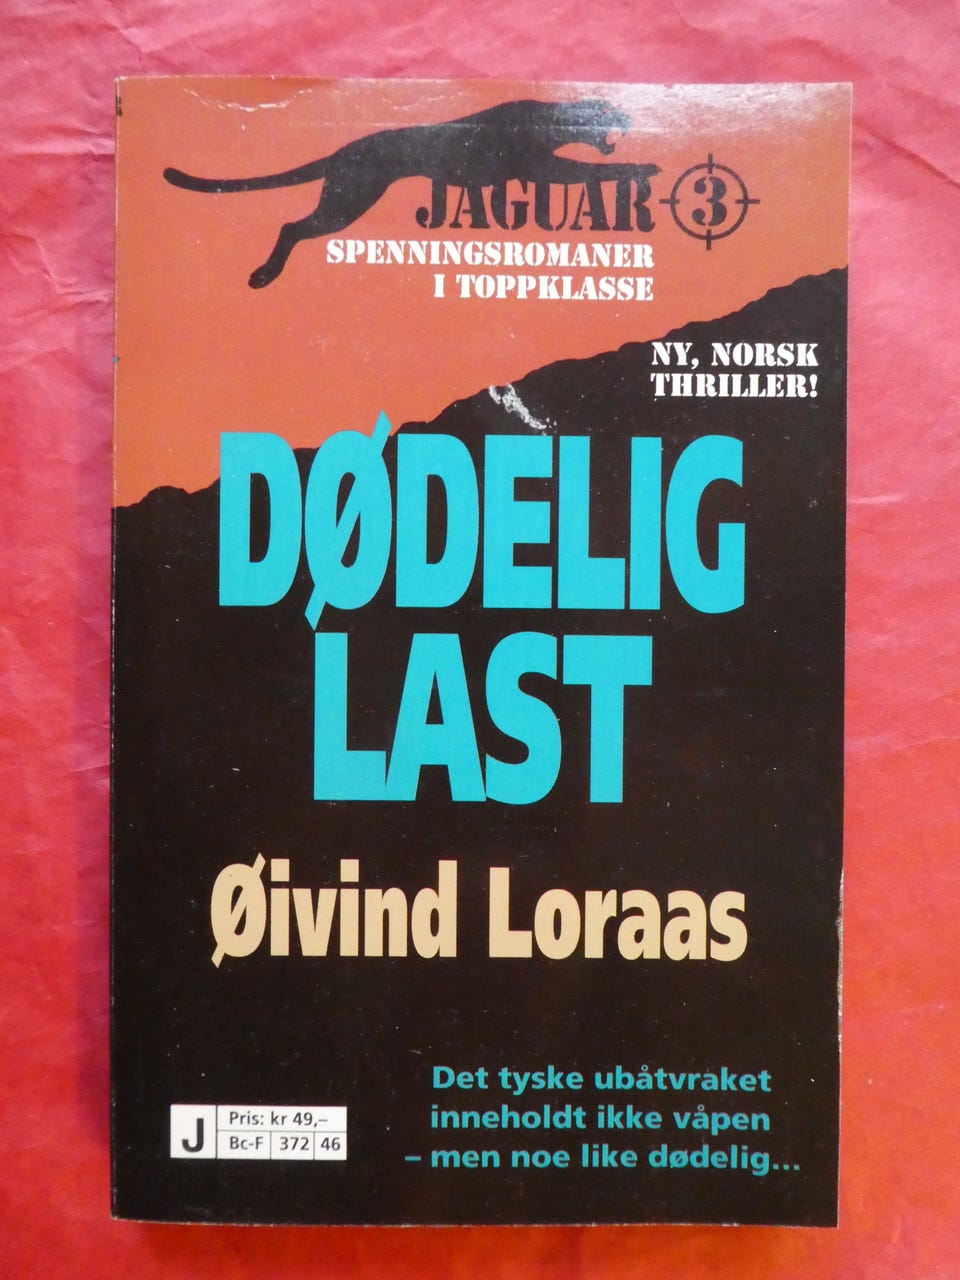 JAGUAR 3
SPENNINGSROMANER
I TOPPKLASSE
NY, NORSK
THRILLER!
DØDELIG
LAST
Øivind Loraas
Det tyske ubåtvraket
inneholdt ikke våpen
– men noe like dødelig...
J
Pris: kr 49,–
Bc-F 372 46